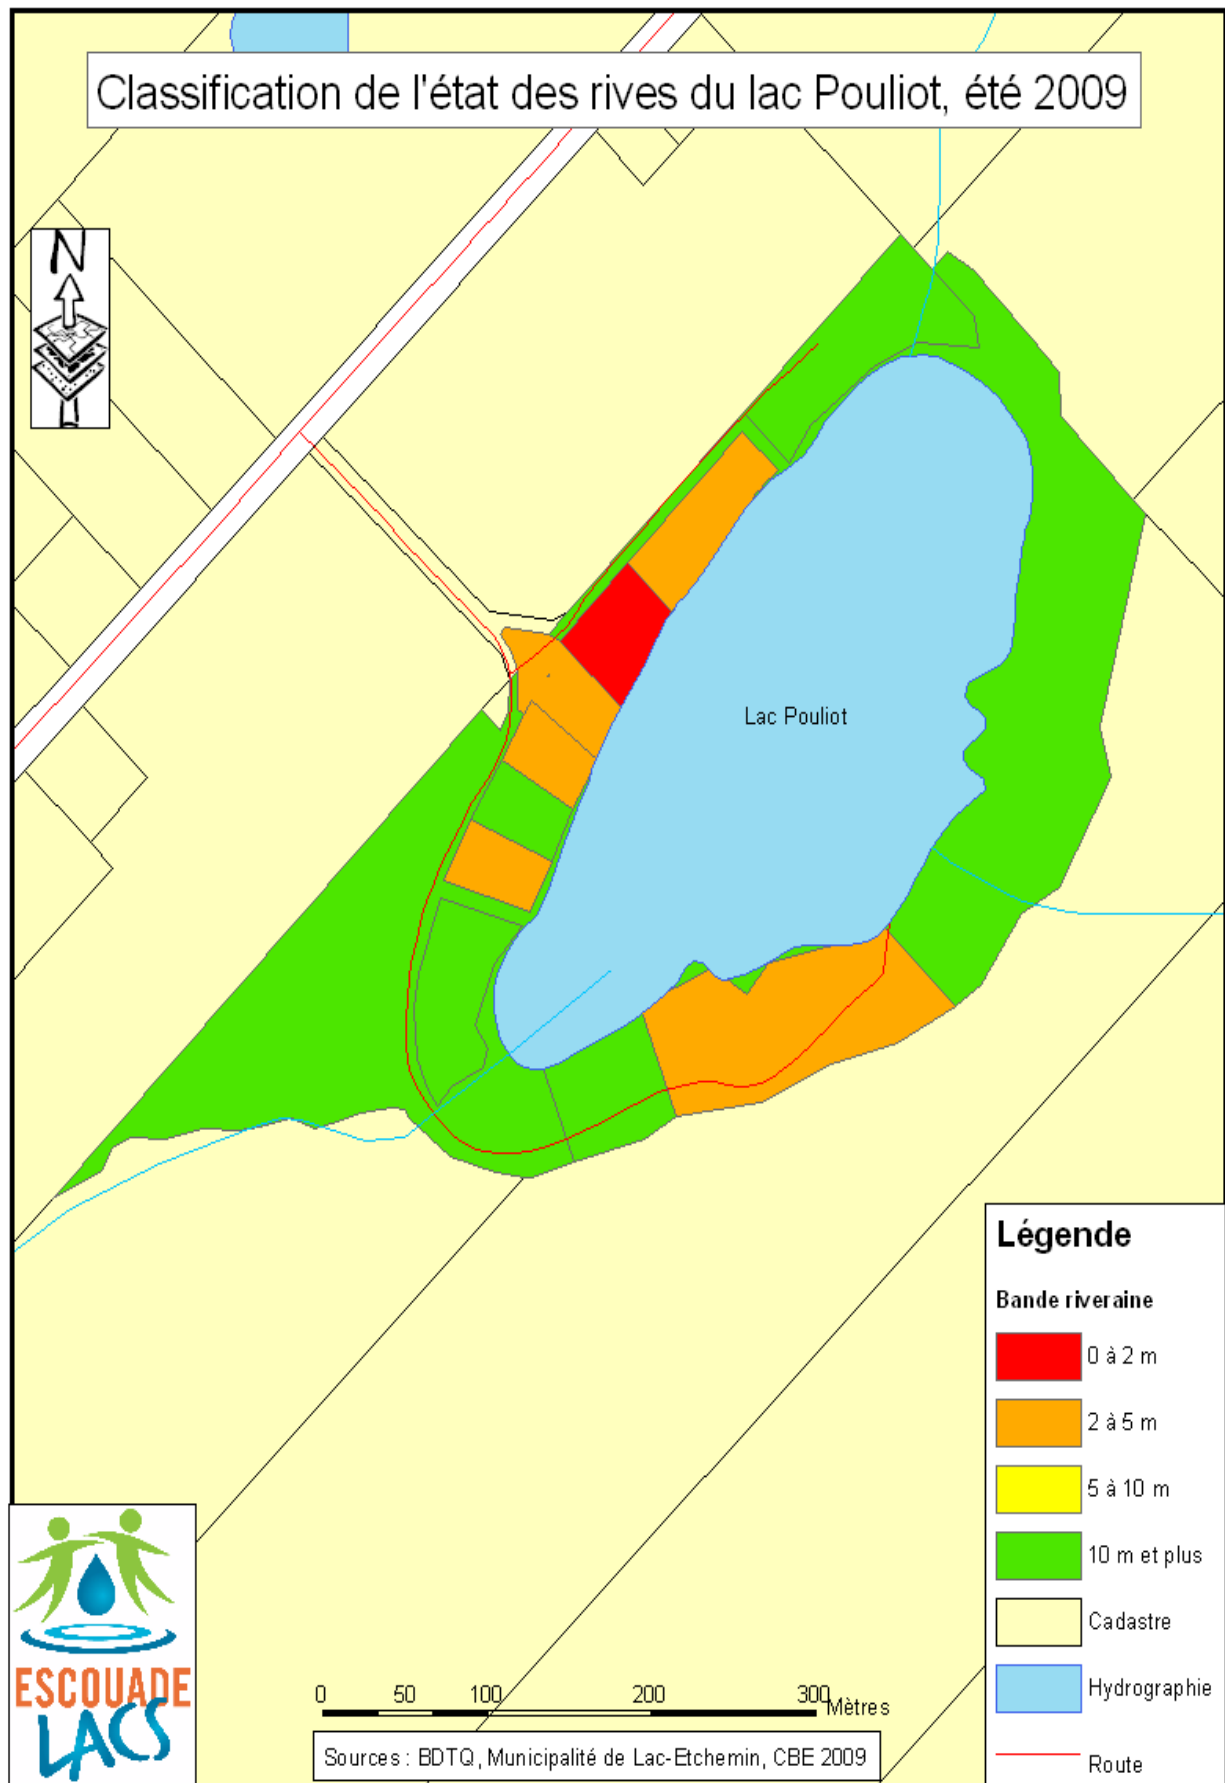 Classification de l'état des rives du lac Pouliot, été 2009
N
Lac Pouliot
Légende
Bande riveraine
0 à 2 m
2 à 5 m
5 à 10 m
10 m et plus
Cadastre
Hydrographie
Route
ESCOUADE
LACS
0 50 100 200 300 Mètres
Sources : BDTQ, Municipalité de Lac-Etchemin, CBE 2009